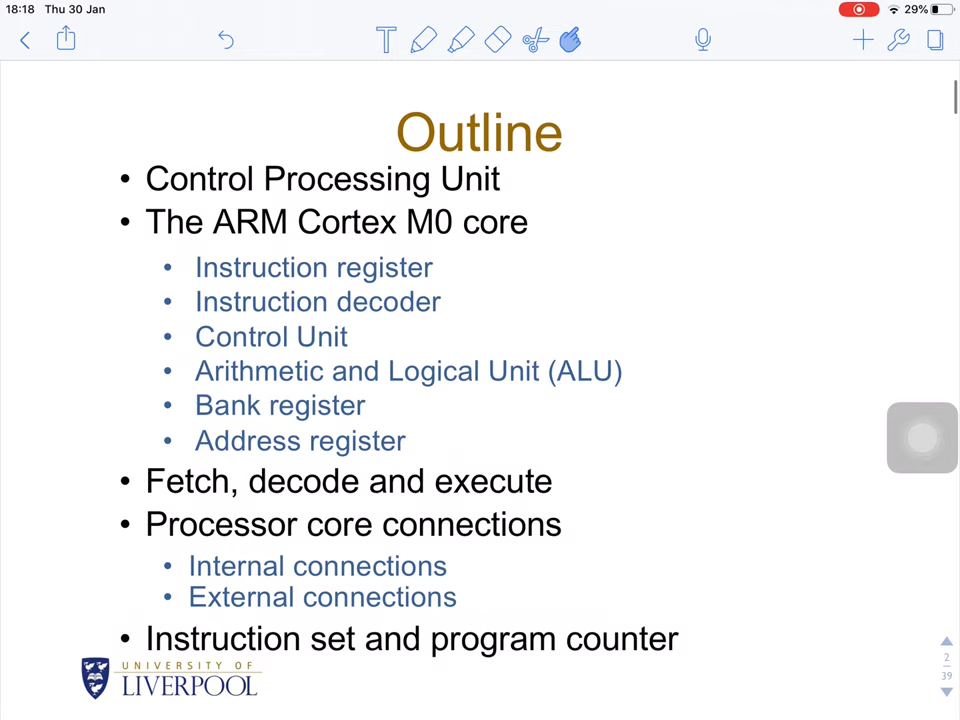 18:18 Thu 30 Jan 29%
Outline
• Control Processing Unit
• The ARM Cortex M0 core
• Instruction register
• Instruction decoder
• Control Unit
• Arithmetic and Logical Unit (ALU)
• Bank register
• Address register
• Fetch, decode and execute
• Processor core connections
• Internal connections
• External connections
• Instruction set and program counter
UNIVERSITY OF
LIVERPOOL
2
39